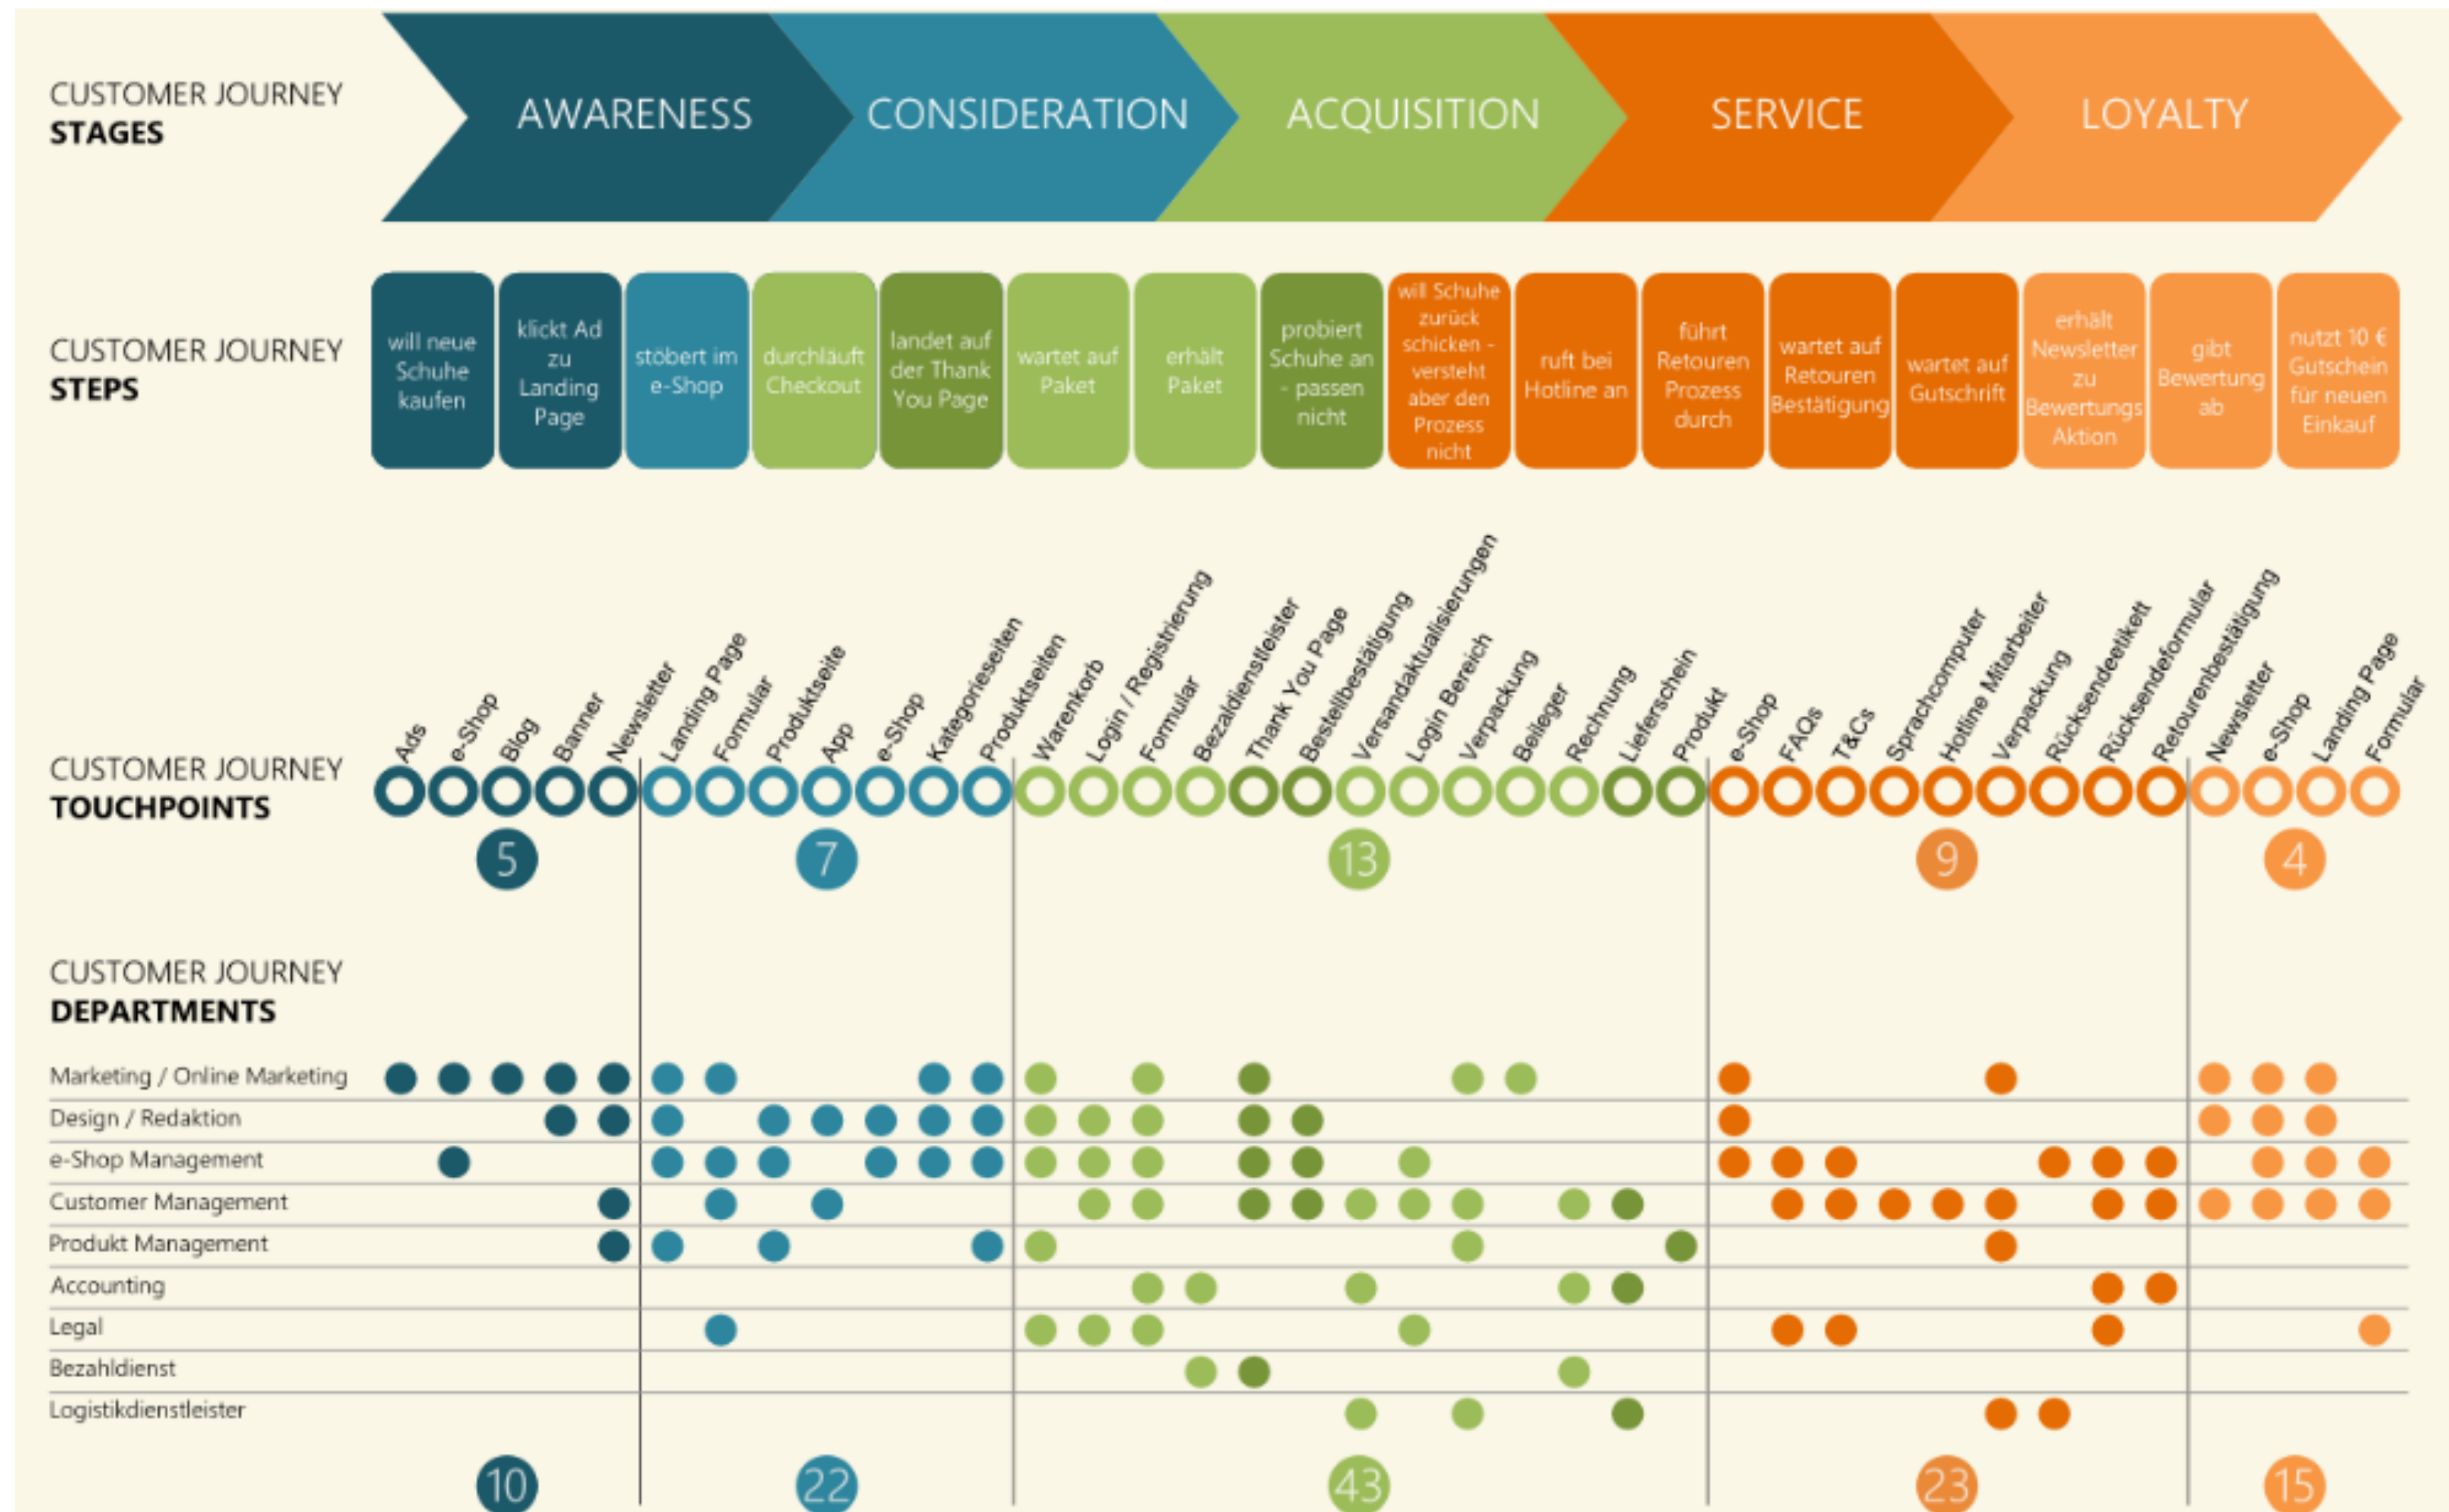 CUSTOMER JOURNEY
STAGES
AWARENESS
CONSIDERATION
ACQUISITION
SERVICE
LOYALTY
CUSTOMER JOURNEY
STEPS
will neue
Schuhe
kaufen
klickt Ad
zu
Landing
Page
stöbert im
e-Shop
durchläuft
Checkout
landet auf
der Thank
You Page
wartet auf
Paket
erhält
Paket
probiert
Schuhe an
- passen
nicht
will Schuhe
zurück
schicken -
versteht
aber den
Prozess
nicht
ruft bei
Hotline an
führt
Retouren
Prozess
durch
wartet auf
Retouren
Bestätigung
wartet auf
Gutschrift
erhält
Newsletter
zu
Bewertungs
Aktion
gibt
Bewertung
ab
nutzt 10 €
Gutschein
für neuen
Einkauf
CUSTOMER JOURNEY
TOUCHPOINTS
Ads
e-Shop
Blog
Banner
Newsletter
Landing Page
Formular
Produktseite
App
e-Shop
Kategorieseiten
Produktseiten
Warenkorb
Login / Registrierung
Formular
Bezaldienstleister
Thank You Page
Bestellbestätigung
Versandaktualisierungen
Login Bereich
Verpackung
Beileger
Rechnung
Lieferschein
Produkt
e-Shop
FAQs
T&Cs
Sprachcomputer
Hotline Mitarbeiter
Verpackung
Rücksendeetikett
Rücksendeformular
Retourenbestätigung
Newsletter
e-Shop
Landing Page
Formular
5
7
13
9
4
CUSTOMER JOURNEY
DEPARTMENTS
Marketing / Online Marketing
Design / Redaktion
e-Shop Management
Customer Management
Produkt Management
Accounting
Legal
Bezahldienst
Logistikdienstleister
10
22
43
23
15